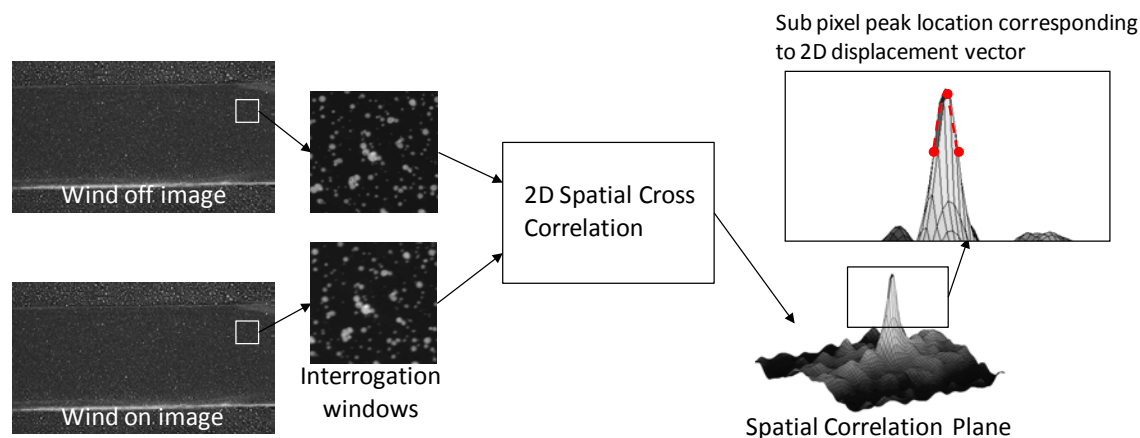 Sub pixel peak location corresponding
to 2D displacement vector
Wind off image
2D Spatial Cross
Correlation
Wind on image
Interrogation
windows
Spatial Correlation Plane